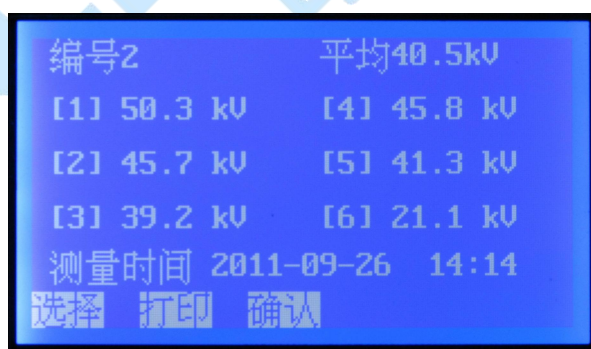 编号2 平均40.5kV
[1] 50.3 kV [4] 45.8 kV
[2] 45.7 kV [5] 41.3 kV
[3] 39.2 kV [6] 21.1 kV
测量时间 2011-09-26 14:14
选择 打印 确认